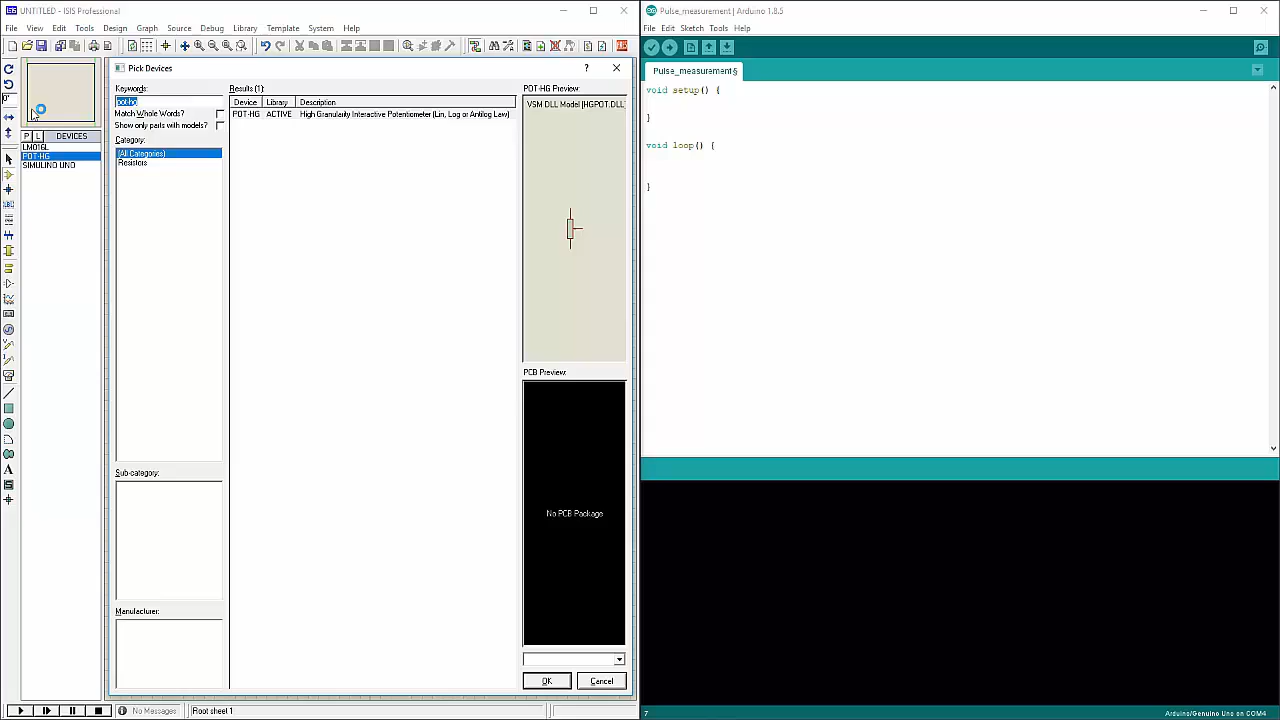 UNTITLED - ISIS Professional
File View Edit Tools Design Graph Source Debug Library Template System Help
Pick Devices
Keywords:
pot-hg
Match Whole Words?
Show only parts with models?
Category:
(All Categories)
Resistors
Sub-category:
Manufacturer:
Results (1):
Device Library Description
POT-HG ACTIVE High Granularity Interactive Potentiometer (Lin, Log or Antilog Law)
POT-HG Preview:
VSM DLL Model [HGPOT.DLL]
PCB Preview:
No PCB Package
OK Cancel
0°
P L DEVICES
LM016L
POT-HG
SIMULINO UNO
No Messages Root sheet 1
Pulse_measurement | Arduino 1.8.5
File Edit Sketch Tools Help
Pulse_measurement§
void setup() {
}
void loop() {
}
7 Arduino/Genuino Uno on COM4